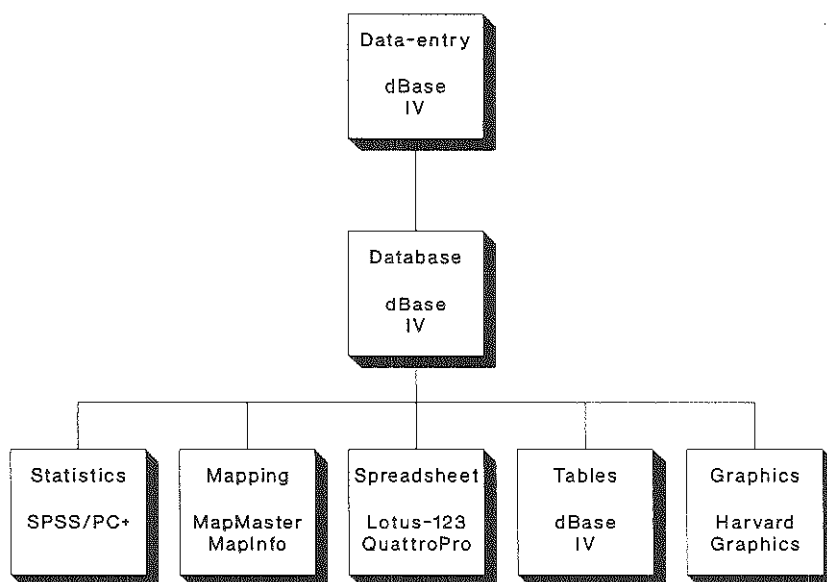 Data-entry
dBase
IV
Database
dBase
IV
Statistics
SPSS/PC+
Mapping
MapMaster
MapInfo
Spreadsheet
Lotus-123
QuattroPro
Tables
dBase
IV
Graphics
Harvard
Graphics